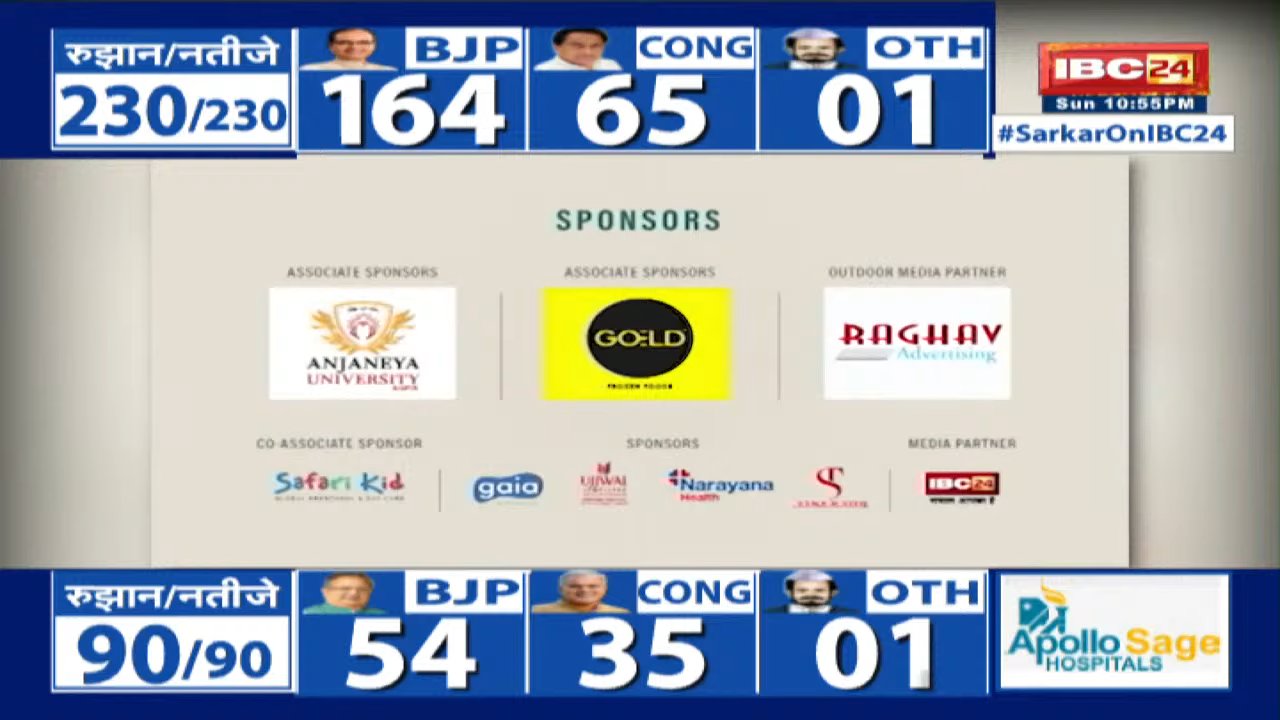 रुझान/नतीजे
230/230
BJP
164
CONG
65
OTH
01
IBC24
Sun 10:55PM
#SarkarOnIBC24
SPONSORS
ASSOCIATE SPONSORS
ANJANEYA
UNIVERSITY
ASSOCIATE SPONSORS
GOELD
FROZEN FOODS
OUTDOOR MEDIA PARTNER
RAGHAV
Advertising
CO-ASSOCIATE SPONSOR
Safari Kid
SPONSORS
gaia
UJJWAL
Narayana
Health
MEDIA PARTNER
IBC24
रुझान/नतीजे
90/90
BJP
54
CONG
35
OTH
01
Apollo Sage
HOSPITALS